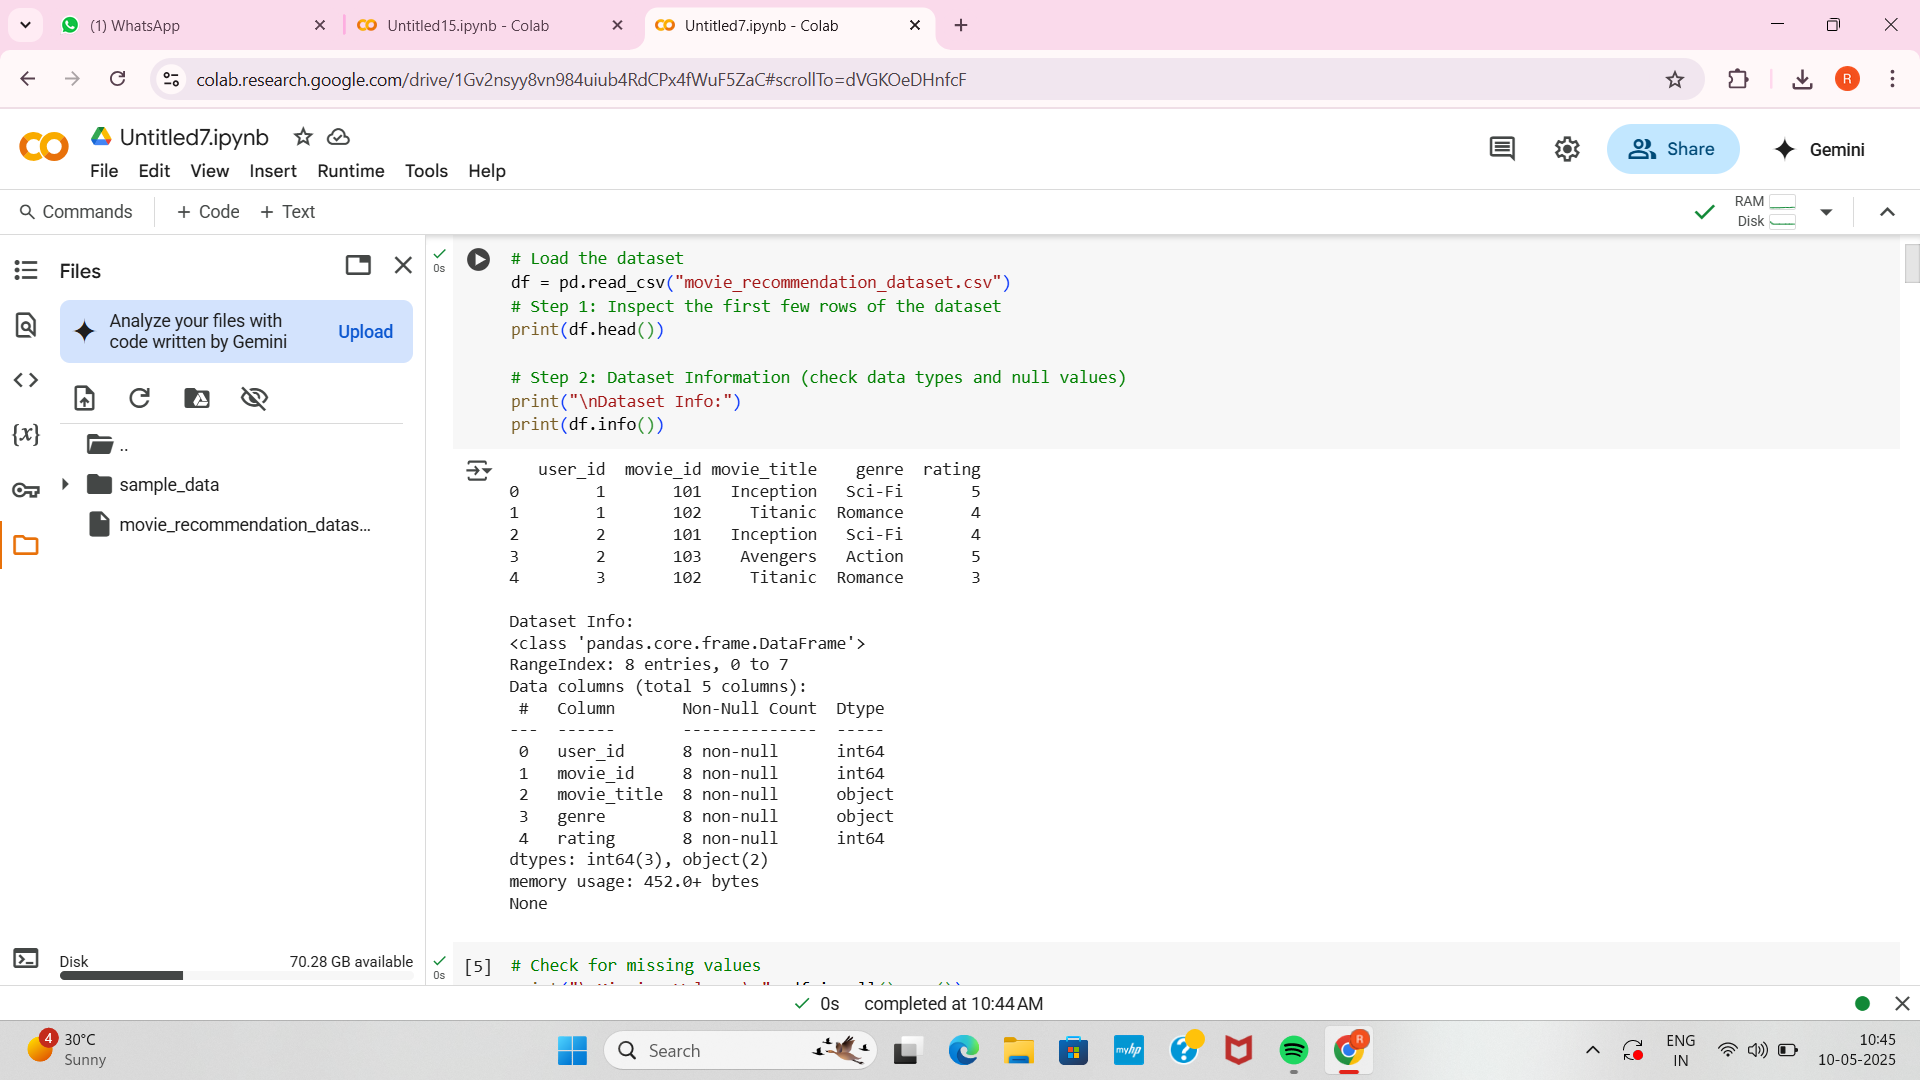 (1) WhatsApp
Untitled15.ipynb - Colab
Untitled7.ipynb - Colab
colab.research.google.com/drive/1Gv2nsyy8vn984uiub4RdCPx4fWuF5ZaC#scrollTo=dVGKOeDHnfcF
R
Untitled7.ipynb
File Edit View Insert Runtime Tools Help
Share
Gemini
Commands + Code + Text
RAM
Disk
Files
Analyze your files with
code written by Gemini
Upload
..
sample_data
movie_recommendation_datas...
Disk 70.28 GB available
0s
# Load the dataset
df = pd.read_csv("movie_recommendation_dataset.csv")
# Step 1: Inspect the first few rows of the dataset
print(df.head())
# Step 2: Dataset Information (check data types and null values)
print("\nDataset Info:")
print(df.info())
user_id movie_id movie_title genre rating
0 1 101 Inception Sci-Fi 5
1 1 102 Titanic Romance 4
2 2 101 Inception Sci-Fi 4
3 2 103 Avengers Action 5
4 3 102 Titanic Romance 3
Dataset Info:
<class 'pandas.core.frame.DataFrame'>
RangeIndex: 8 entries, 0 to 7
Data columns (total 5 columns):
# Column Non-Null Count Dtype
--- ------ -------------- -----
0 user_id 8 non-null int64
1 movie_id 8 non-null int64
2 movie_title 8 non-null object
3 genre 8 non-null object
4 rating 8 non-null int64
dtypes: int64(3), object(2)
memory usage: 452.0+ bytes
None
0s
[5] # Check for missing values
0s completed at 10:44 AM
4
30°C
Sunny
Search
myhp
R
ENG
IN
10:45
10-05-2025